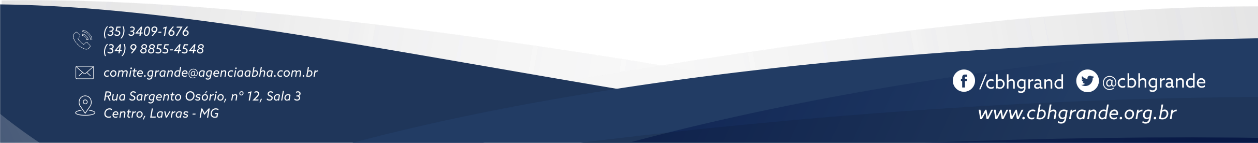 (35) 3409-1676
(34) 9 8855-4548
comite.grande@agenciaabha.com.br
Rua Sargento Osório, n° 12, Sala 3
Centro, Lavras - MG
/cbhgrand @cbhgrande
www.cbhgrande.org.br